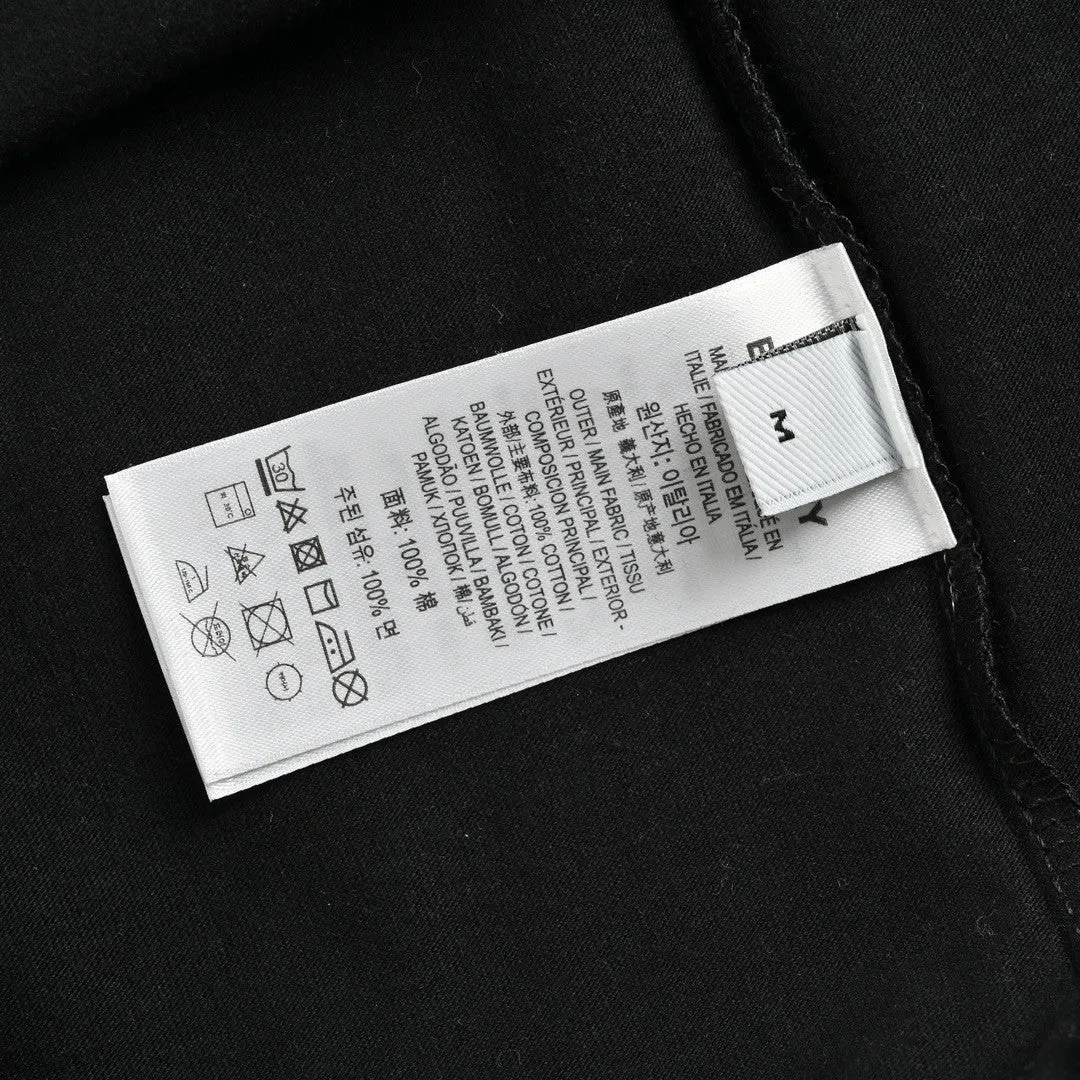 M
Y
ITALIE / FABRICADO EM ITÁLIA /
HECHO EN ITALIA
원산지: 이탈리아
原産地 義大利 / 原产地意大利
OUTER / MAIN FABRIC / TISSU
EXTÉRIEUR / PRINCIPAL / EXTERIOR -
COMPOSICION PRINCIPAL /
外部/主要布料: 100% COTTON /
BAUMWOLLE / COTON / COTONE /
KATOEN / BOMULL / ALGODÓN /
ALGODÃO / PUUVILLA / BAMBAKI /
PAMUK / ХЛОПОК / 棉 /
面料: 100% 棉
주된 섬유: 100% 면
30